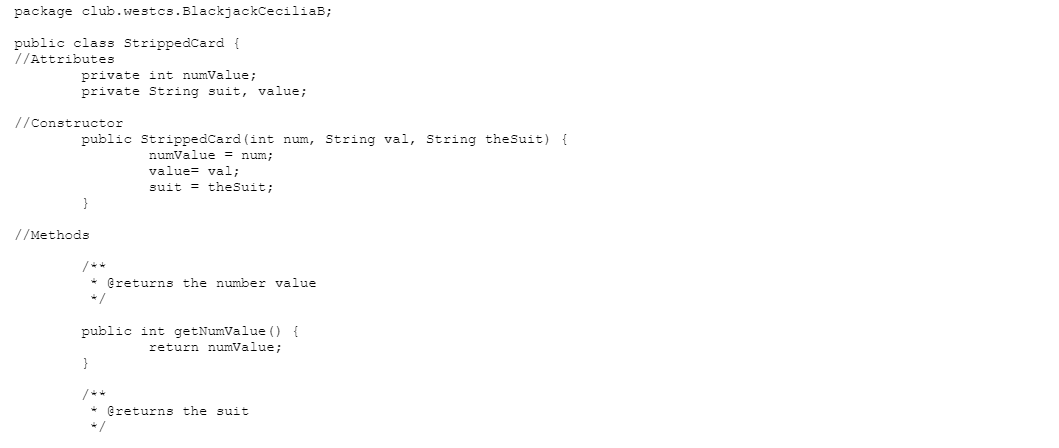 package club.westcs.BlackjackCeciliaB;
public class StrippedCard {
//Attributes
private int numValue;
private String suit, value;
//Constructor
public StrippedCard(int num, String val, String theSuit) {
numValue = num;
value= val;
suit = theSuit;
}
//Methods
/**
* @returns the number value
*/
public int getNumValue() {
return numValue;
}
/**
* @returns the suit
*/